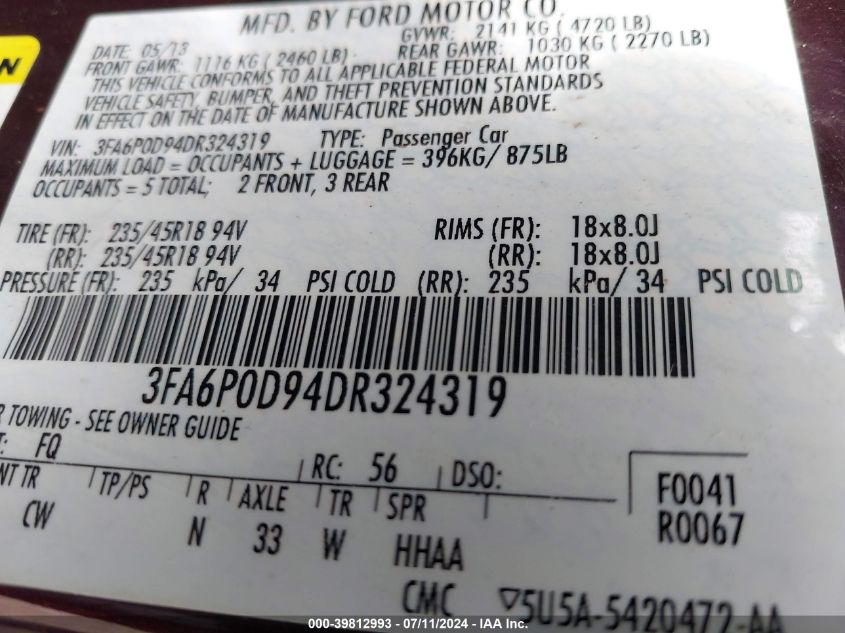 N
MFD. BY FORD MOTOR CO.
DATE: 05/13 GVWR: 2141 KG ( 4720 LB)
FRONT GAWR: 1116 KG ( 2460 LB) REAR GAWR: 1030 KG ( 2270 LB)
THIS VEHICLE CONFORMS TO ALL APPLICABLE FEDERAL MOTOR
VEHICLE SAFETY, BUMPER, AND THEFT PREVENTION STANDARDS
IN EFFECT ON THE DATE OF MANUFACTURE SHOWN ABOVE.
VIN: 3FA6P0D94DR324319 TYPE: Passenger Car
MAXIMUM LOAD = OCCUPANTS + LUGGAGE = 396KG/ 875LB
OCCUPANTS = 5 TOTAL; 2 FRONT, 3 REAR
TIRE (FR): 235/45R18 94V RIMS (FR): 18x8.0J
(RR): 235/45R18 94V (RR): 18x8.0J
PRESSURE (FR): 235 kPa/ 34 PSI COLD (RR): 235 kPa/ 34 PSI COLD
3FA6P0D94DR324319
R TOWING - SEE OWNER GUIDE
T: FQ RC: 56 DSO:
NT TR TP/PS R AXLE TR SPR F0041
CW N 33 W HHAA R0067
CMC ▽5U5A-5420472-AA
000-39812993 - 07/11/2024 - IAA Inc.